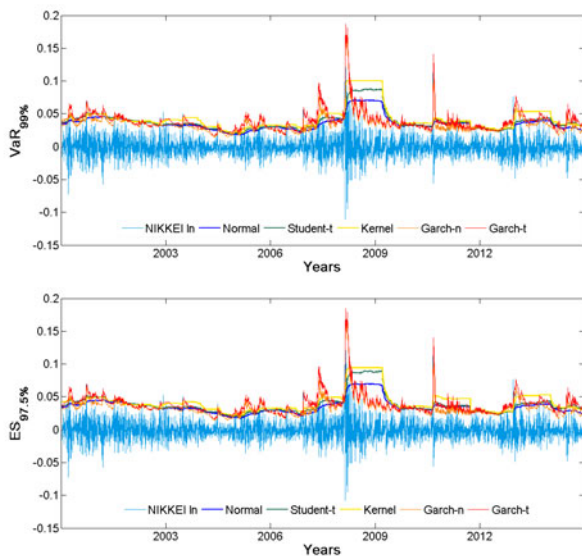 0.2
0.15
0.1
0.05
0
0.05
-0.1
-0.15
VaR99%
NIKKEI ln Normal Student-t Kernel Garch-n Garch-t
2003 2006 2009 2012
Years
0.2
0.15
0.1
0.05
0
0.05
-0.1
-0.15
ES97.5%
NIKKEI ln Normal Student-t Kernel Garch-n Garch-t
2003 2006 2009 2012
Years